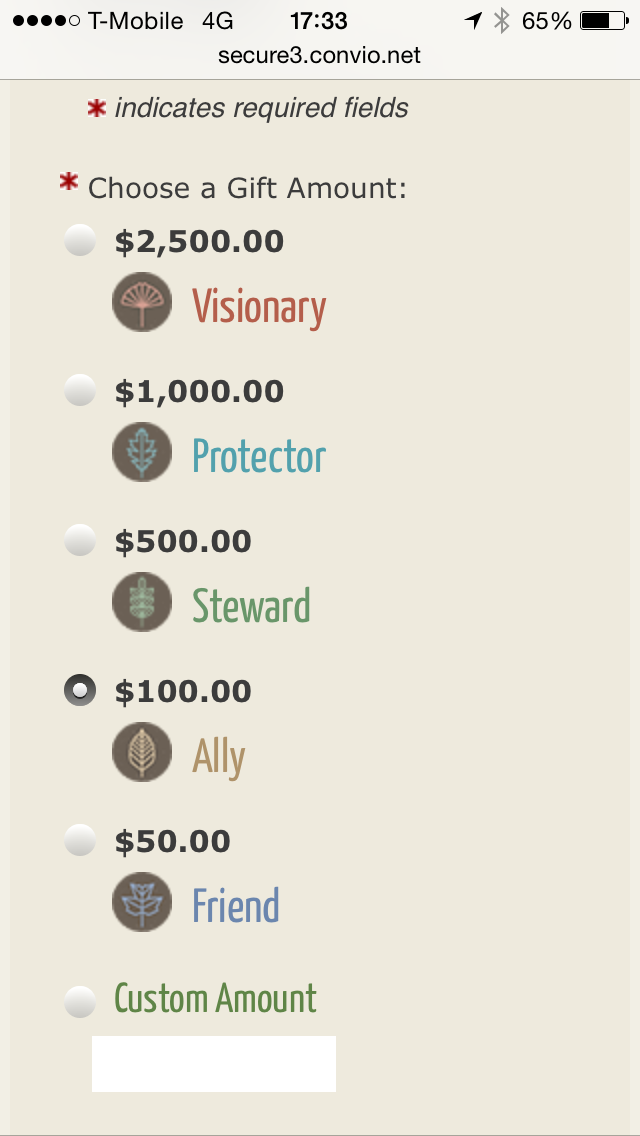 T-Mobile 4G 17:33 65%
secure3.convio.net
* indicates required fields
* Choose a Gift Amount:
$2,500.00
Visionary
$1,000.00
Protector
$500.00
Steward
$100.00
Ally
$50.00
Friend
Custom Amount